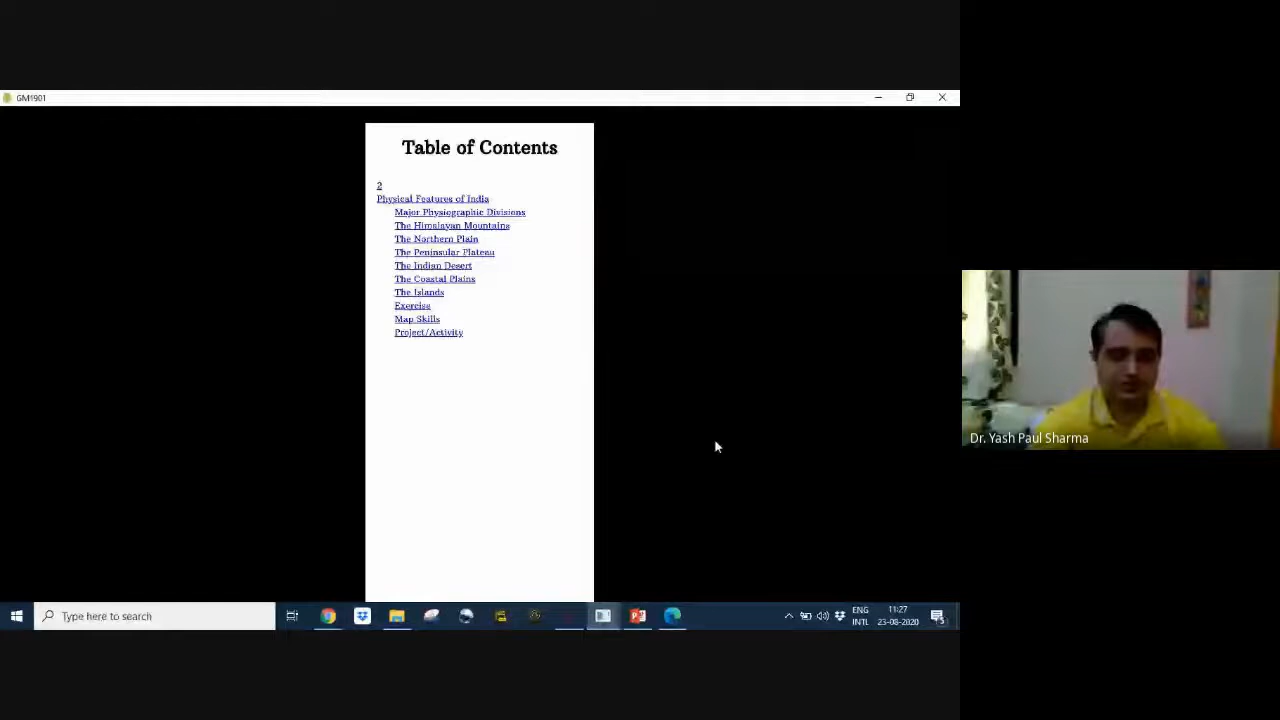 GM1901
Table of Contents
2
Physical Features of India
Major Physiographic Divisions
The Himalayan Mountains
The Northern Plain
The Peninsular Plateau
The Indian Desert
The Coastal Plains
The Islands
Exercise
Map Skills
Project/Activity
Dr. Yash Paul Sharma
Type here to search
ENG
INTL
11:27
23-08-2020